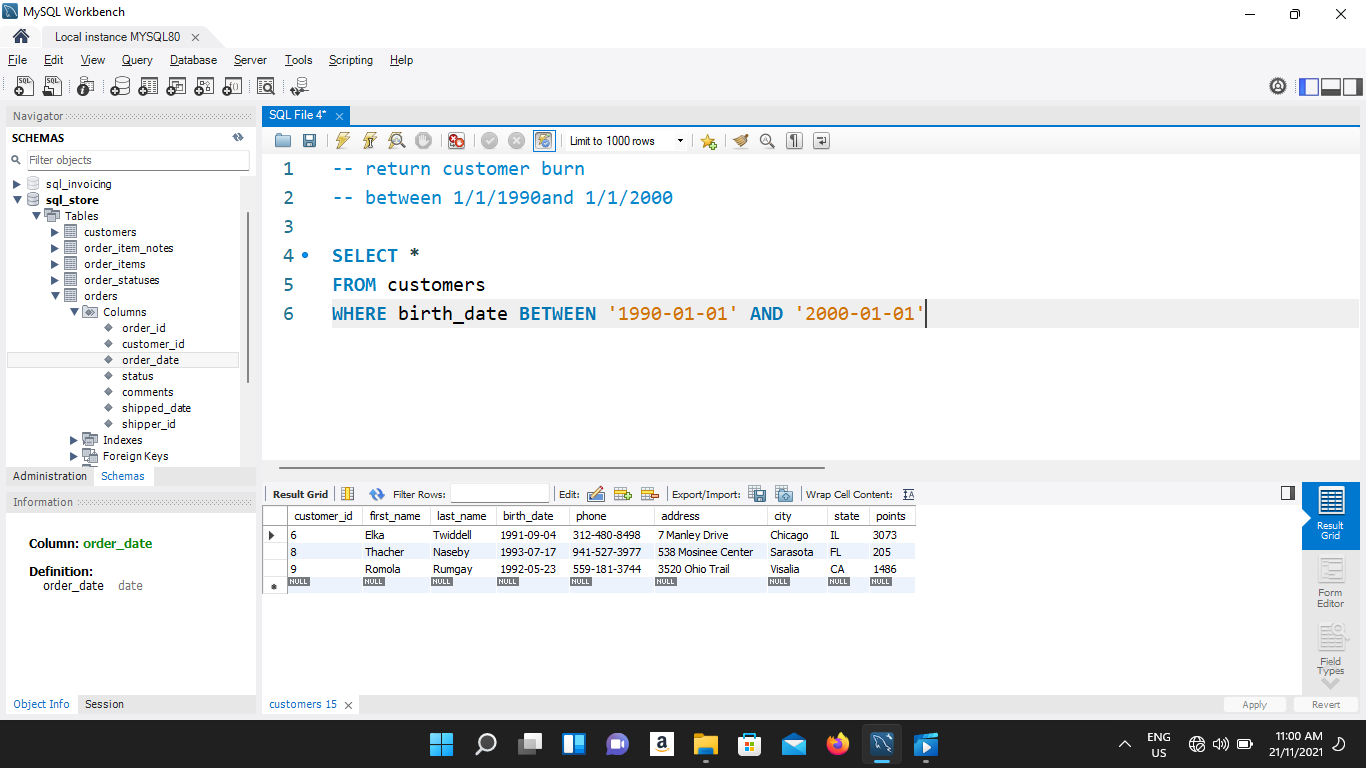 MySQL Workbench
Local instance MYSQL80
File Edit View Query Database Server Tools Scripting Help
Navigator
SCHEMAS
Filter objects
sql_invoicing
sql_store
Tables
customers
order_item_notes
order_items
order_statuses
orders
Columns
order_id
customer_id
order_date
status
comments
shipped_date
shipper_id
Indexes
Foreign Keys
Administration Schemas
Information
Column: order_date
Definition:
order_date date
Object Info Session
SQL File 4*
Limit to 1000 rows
1 -- return customer burn
2 -- between 1/1/1990and 1/1/2000
3
4 SELECT *
5 FROM customers
6 WHERE birth_date BETWEEN '1990-01-01' AND '2000-01-01'
Result Grid Filter Rows: Edit: Export/Import: Wrap Cell Content:
customer_id first_name last_name birth_date phone address city state points
6 Elka Twiddell 1991-09-04 312-480-8498 7 Manley Drive Chicago IL 3073
8 Thacher Naseby 1993-07-17 941-527-3977 538 Mosinee Center Sarasota FL 205
9 Romola Rumgay 1992-05-23 559-181-3744 3520 Ohio Trail Visalia CA 1486
NULL NULL NULL NULL NULL NULL NULL NULL NULL
Result
Grid
Form
Editor
Field
Types
customers 15
Apply Revert
ENG
US
11:00 AM
21/11/2021